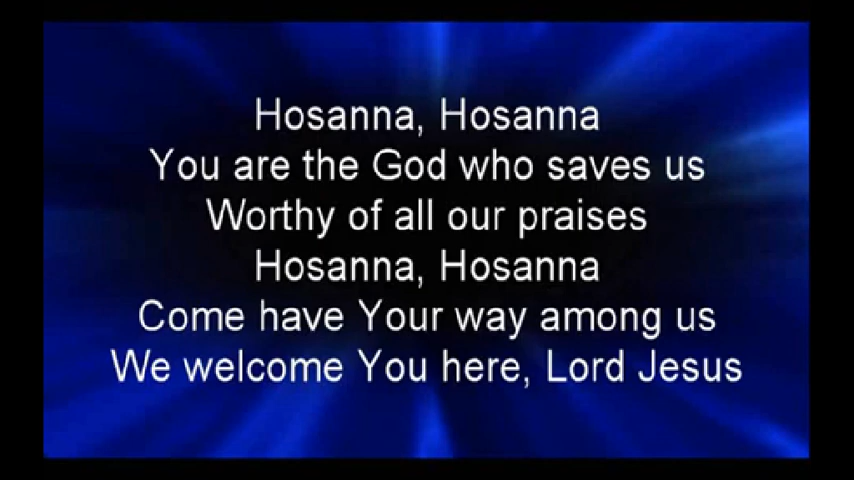 Hosanna, Hosanna
You are the God who saves us
Worthy of all our praises
Hosanna, Hosanna
Come have Your way among us
We welcome You here, Lord Jesus